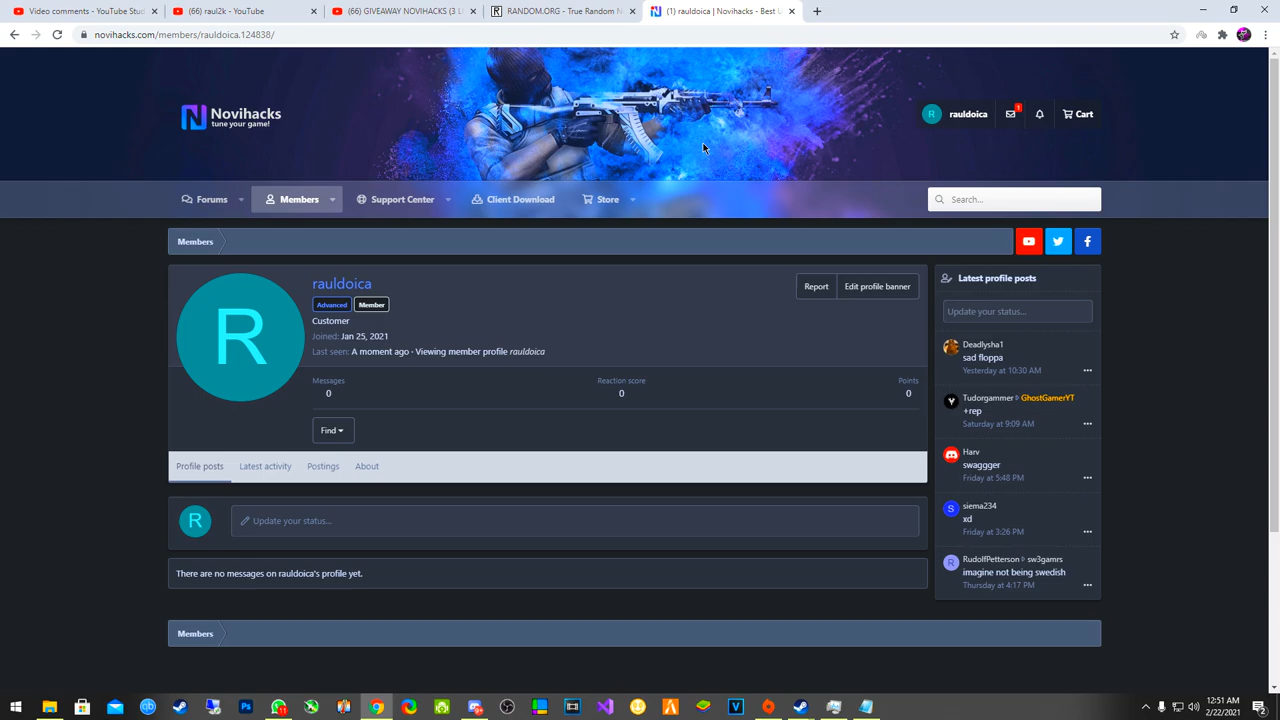 Video comments - YouTube Stud
(66) raul2k - YouTube
(66) GIVEAWAY NOVIHACKS (3 LI
RANDOM.ORG - True Random N
(1) rauldoica | Novihacks - Best L
novihacks.com/members/rauldoica.124838/
Novihacks
tune your game!
R rauldoica 1 Cart
Forums Members Support Center Client Download Store Search...
Members
R
rauldoica
Report Edit profile banner
Advanced Member
Customer
Joined: Jan 25, 2021
Last seen: A moment ago · Viewing member profile rauldoica
Messages Reaction score Points
0 0 0
Find
Profile posts Latest activity Postings About
R Update your status...
There are no messages on rauldoica's profile yet.
Latest profile posts
Update your status...
Deadlysha1
sad floppa
Yesterday at 10:30 AM
Tudorgammer GhostGamerYT
+rep
Saturday at 9:09 AM
Harv
swaggger
Friday at 5:48 PM
S siema234
xd
Friday at 3:26 PM
R RudolfPetterson sw3gamrs
imagine not being swedish
Thursday at 4:17 PM
Members
12:51 AM
2/22/2021